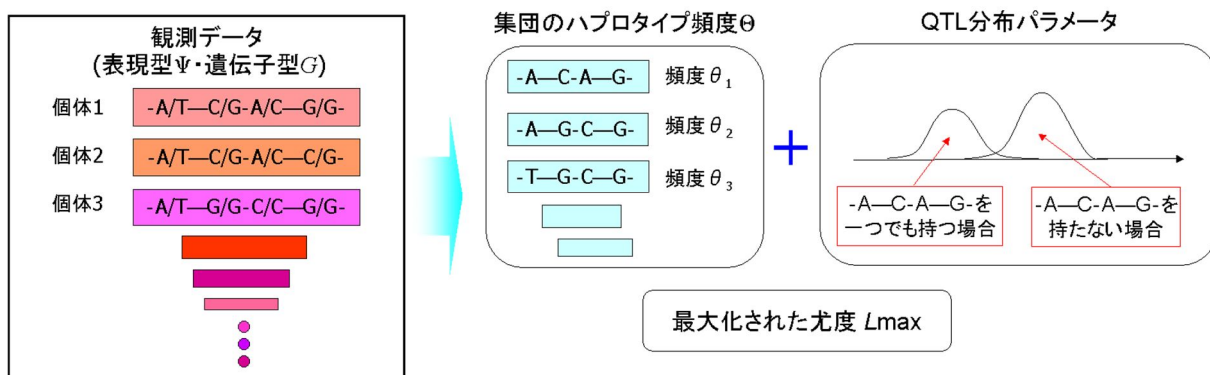 観測データ
(表現型Ψ・遺伝子型G)
個体1
-A/T—C/G-A/C—G/G-
個体2
-A/T—C/G-A/C—C/G-
個体3
-A/T—G/G-C/C—G/G-
集団のハプロタイプ頻度Θ
-A—C-A—G-
頻度θ1
-A—G-C—G-
頻度θ2
-T—G-C—G-
頻度θ3
+
QTL分布パラメータ
-A—C-A—G-を
一つでも持つ場合
-A—C-A—G-を
持たない場合
最大化された尤度 Lmax